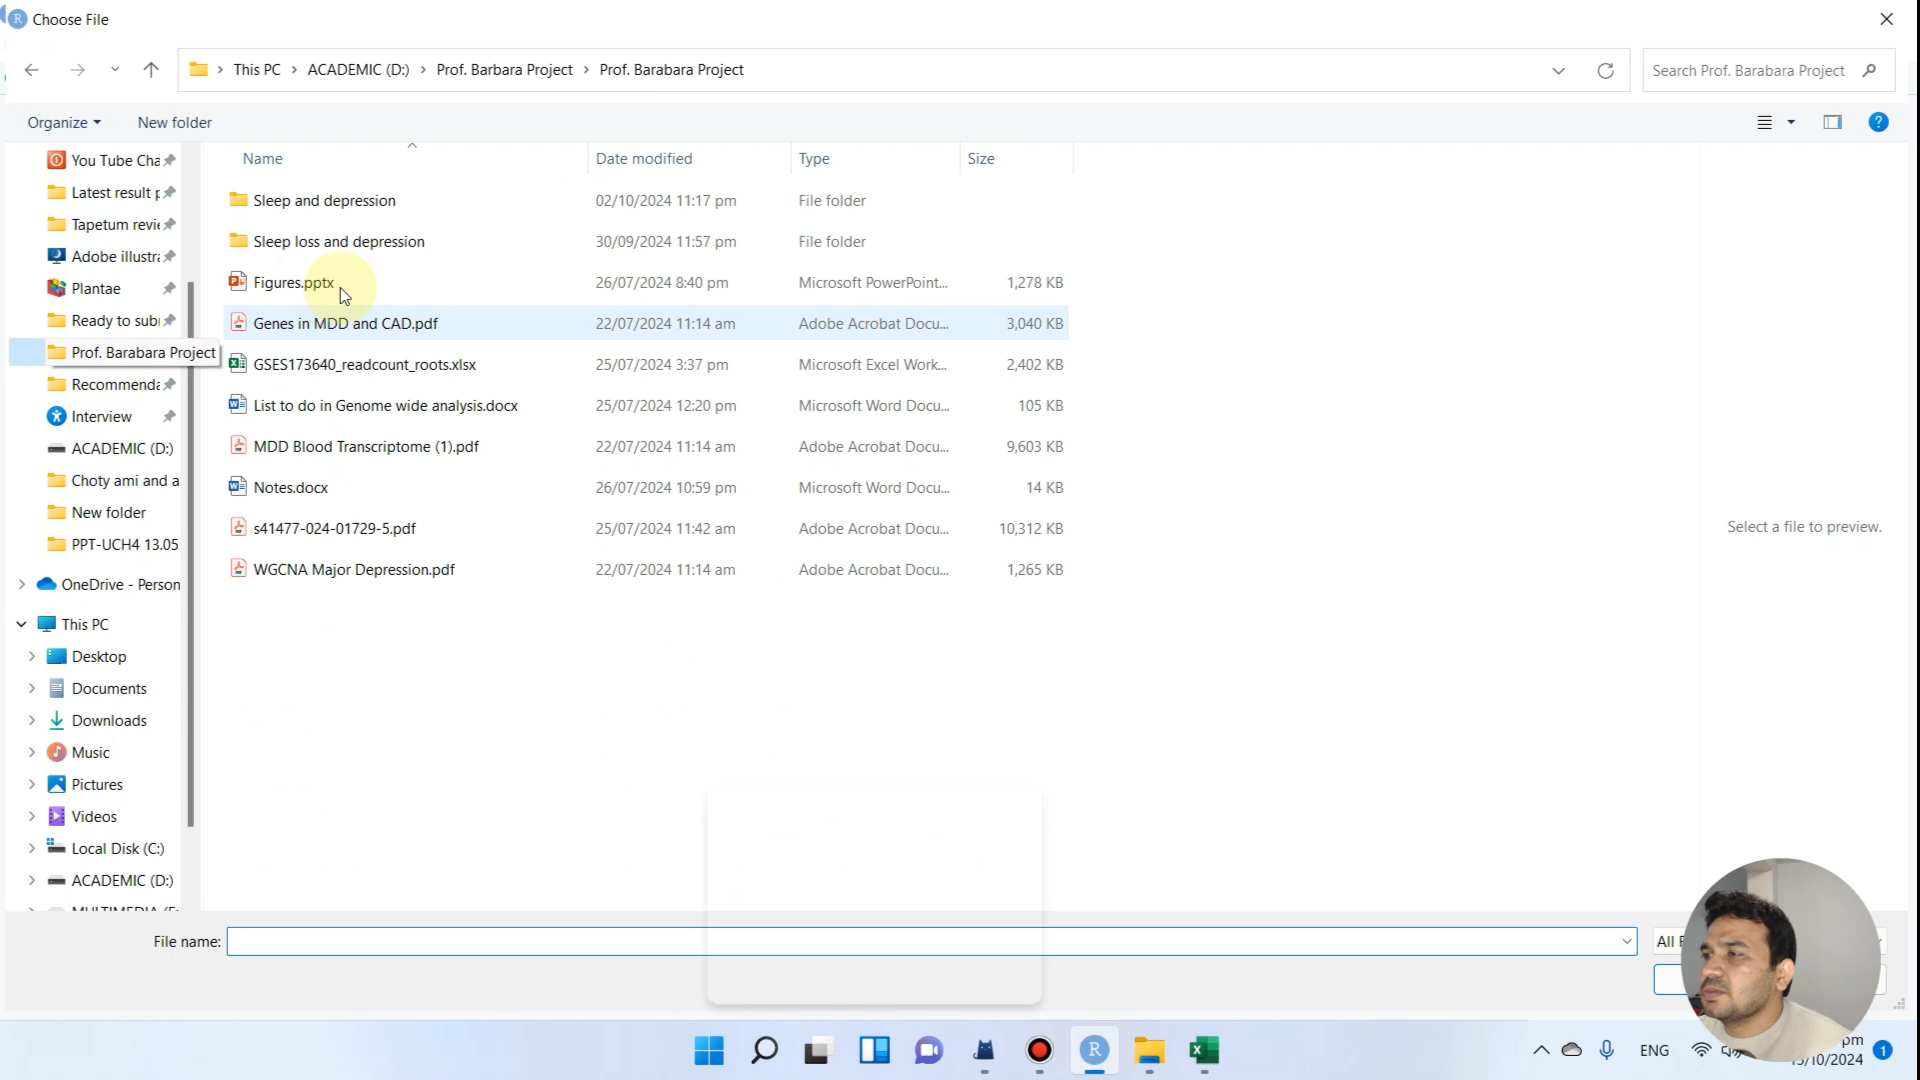 Choose File
This PC > ACADEMIC (D:) > Prof. Barbara Project > Prof. Barabara Project
Search Prof. Barabara Project
Organize
New folder
Name
Date modified
Type
Size
You Tube Cha
Latest result p
Tapetum revie
Adobe illustra
Plantae
Ready to subr
Prof. Barabara Project
Recommenda
Interview
ACADEMIC (D:)
Choty ami and a
New folder
PPT-UCH4 13.05
OneDrive - Person
This PC
Desktop
Documents
Downloads
Music
Pictures
Videos
Local Disk (C:)
ACADEMIC (D:)
Sleep and depression 02/10/2024 11:17 pm File folder
Sleep loss and depression 30/09/2024 11:57 pm File folder
Figures.pptx 26/07/2024 8:40 pm Microsoft PowerPoint... 1,278 KB
Genes in MDD and CAD.pdf 22/07/2024 11:14 am Adobe Acrobat Docu... 3,040 KB
GSES173640_readcount_roots.xlsx 25/07/2024 3:37 pm Microsoft Excel Work... 2,402 KB
List to do in Genome wide analysis.docx 25/07/2024 12:20 pm Microsoft Word Docu... 105 KB
MDD Blood Transcriptome (1).pdf 22/07/2024 11:14 am Adobe Acrobat Docu... 9,603 KB
Notes.docx 26/07/2024 10:59 pm Microsoft Word Docu... 14 KB
s41477-024-01729-5.pdf 25/07/2024 11:42 am Adobe Acrobat Docu... 10,312 KB
WGCNA Major Depression.pdf 22/07/2024 11:14 am Adobe Acrobat Docu... 1,265 KB
Select a file to preview.
File name:
All
ENG
pm
/10/2024
1